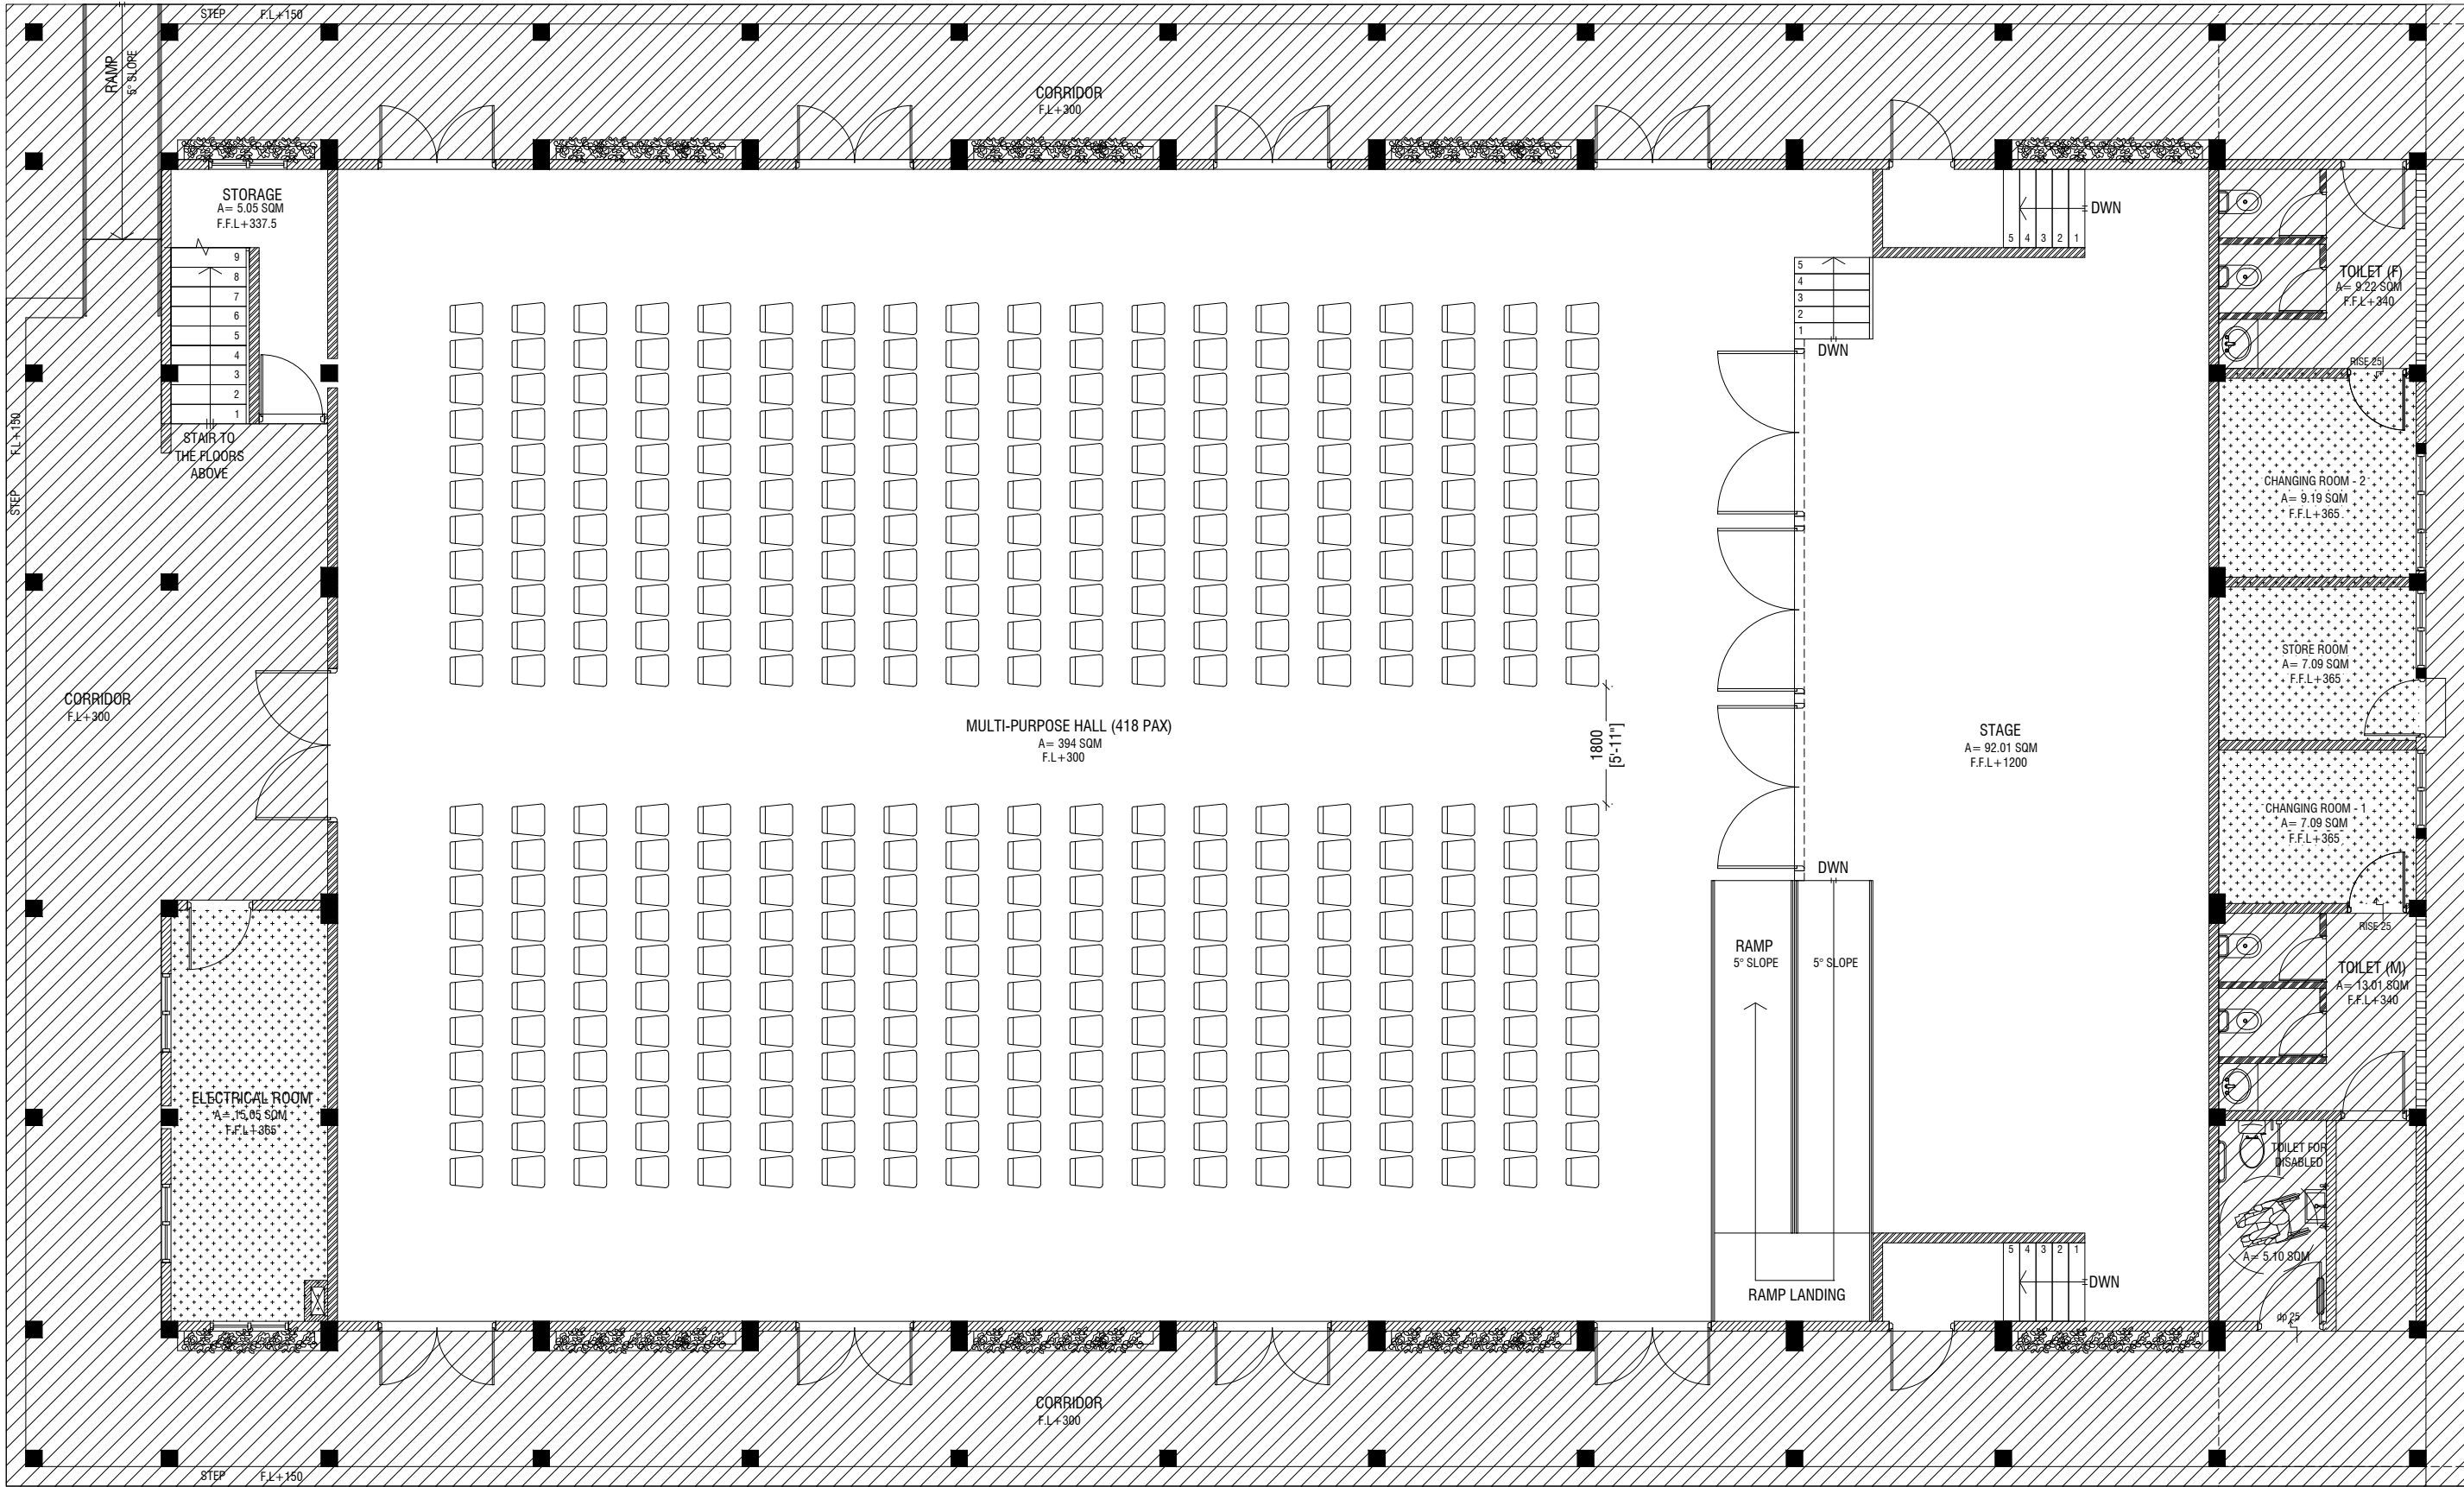 STEP F.L+150
RAMP
5° SLOPE
CORRIDOR
F.L+300
STORAGE
A= 5.05 SQM
F.F.L+337.5
9
8
7
6
5
4
3
2
1
STAIR TO
THE FLOORS
ABOVE
F.L+150
STEP
CORRIDOR
F.L+300
DWN
5 4 3 2 1
5
4
3
2
1
DWN
TOILET (F)
A= 9.22 SQM
F.F.L+340
RISE 25
CHANGING ROOM - 2
A= 9.19 SQM
F.F.L+365
STORE ROOM
A= 7.09 SQM
F.F.L+365
MULTI-PURPOSE HALL (418 PAX)
A= 394 SQM
F.L+300
1800
[5'-11"]
STAGE
A= 92.01 SQM
F.F.L+1200
CHANGING ROOM - 1
A= 7.09 SQM
F.F.L+365
DWN
RISE 25
RAMP
5° SLOPE
5° SLOPE
TOILET (M)
A= 13.01 SQM
F.F.L+340
ELECTRICAL ROOM
A= 15.05 SQM
F.F.L+365
TOILET FOR
DISABLED
A= 5.10 SQM
5 4 3 2 1
DWN
RAMP LANDING
dp 25
CORRIDOR
F.L+300
STEP F.L+150